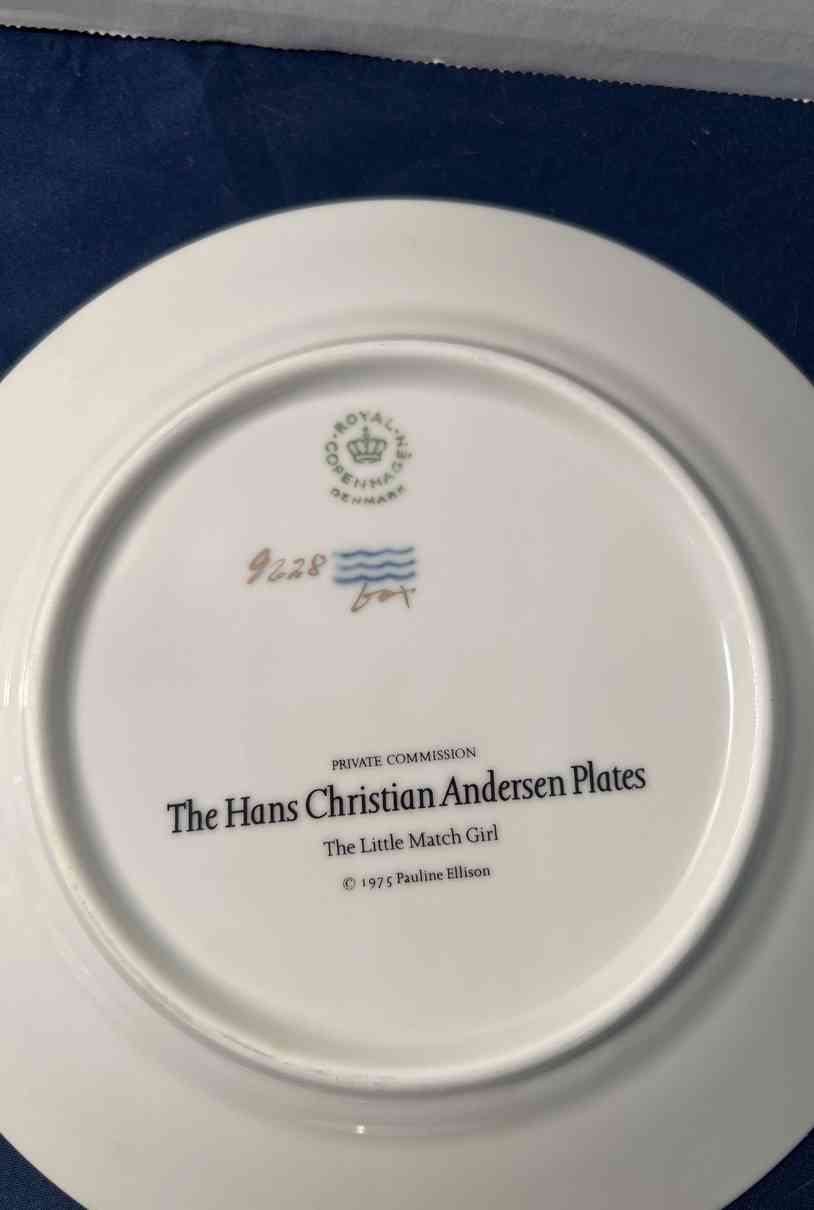 ROYAL COPENHAGEN
DENMARK
9228
PRIVATE COMMISSION
The Hans Christian Andersen Plates
The Little Match Girl
© 1975 Pauline Ellison